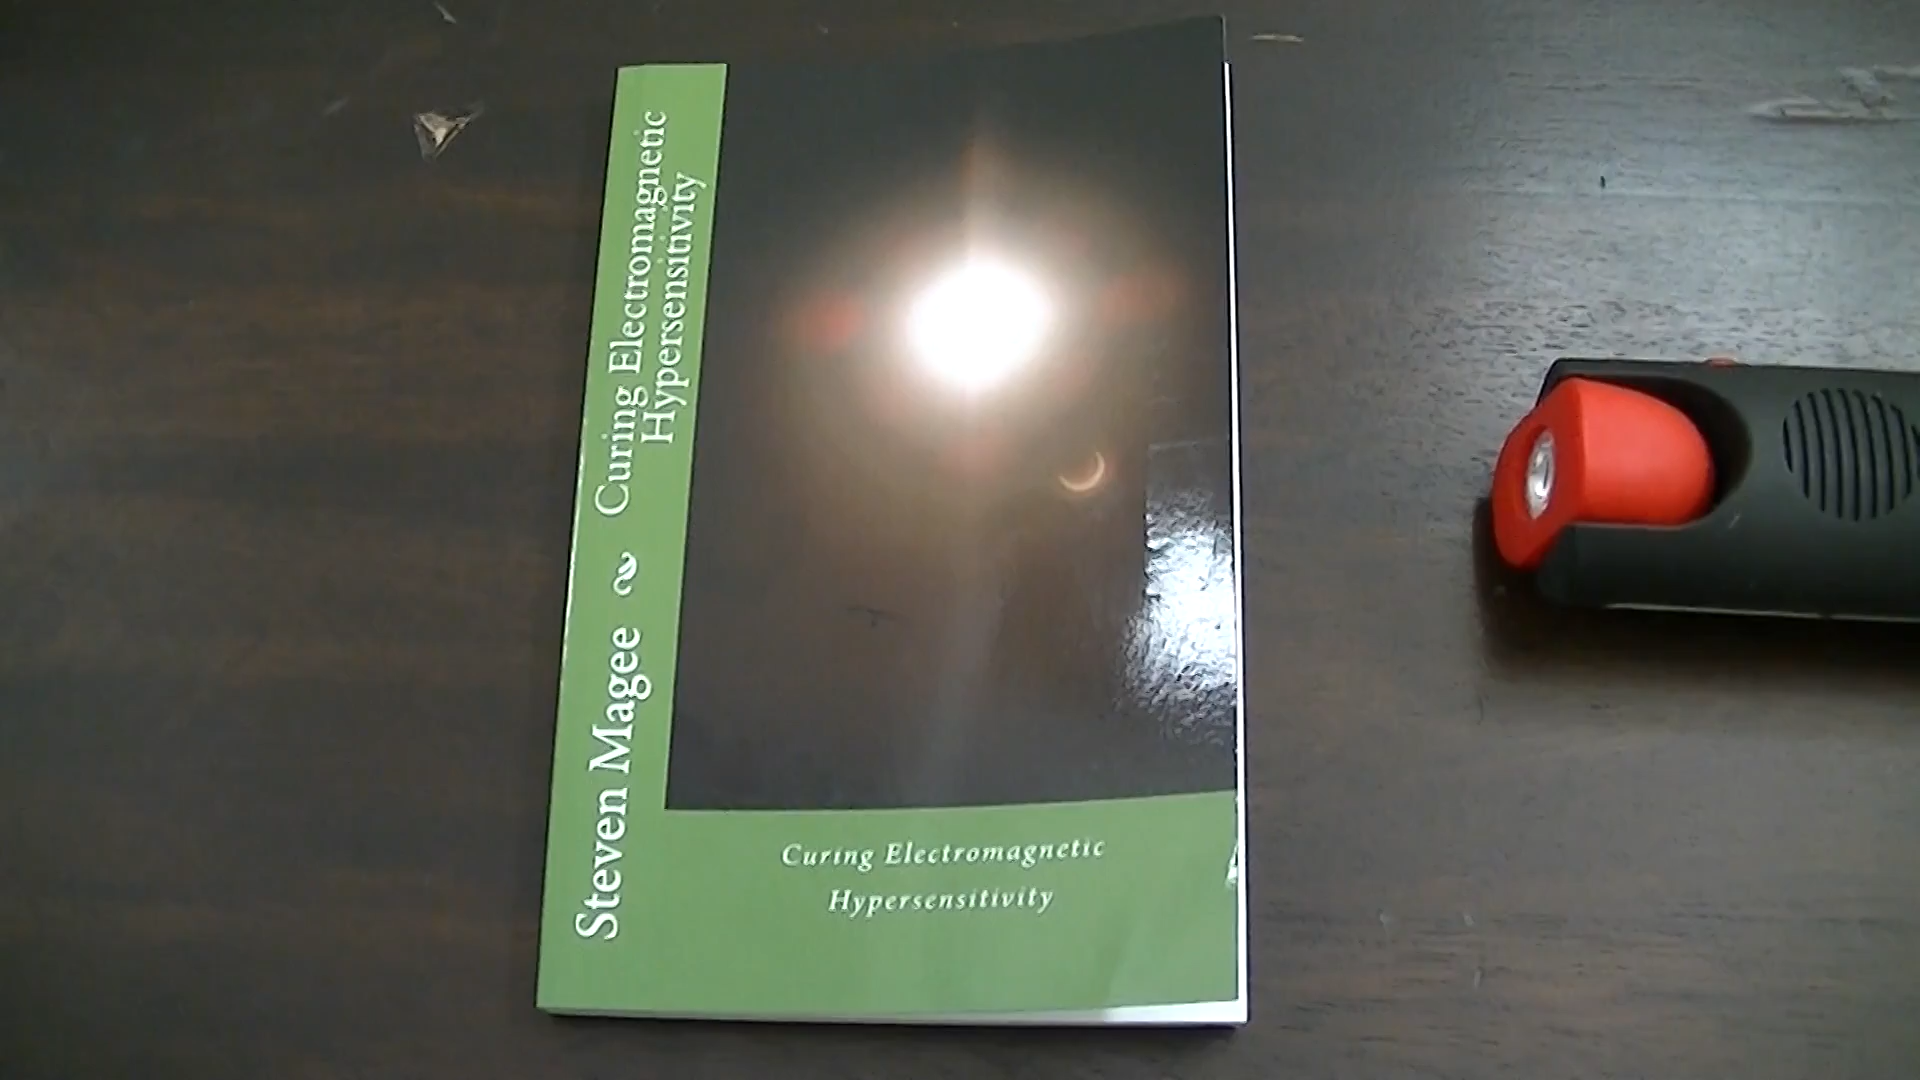 Steven Magee
Curing Electromagnetic
Hypersensitivity
Curing Electromagnetic
Hypersensitivity